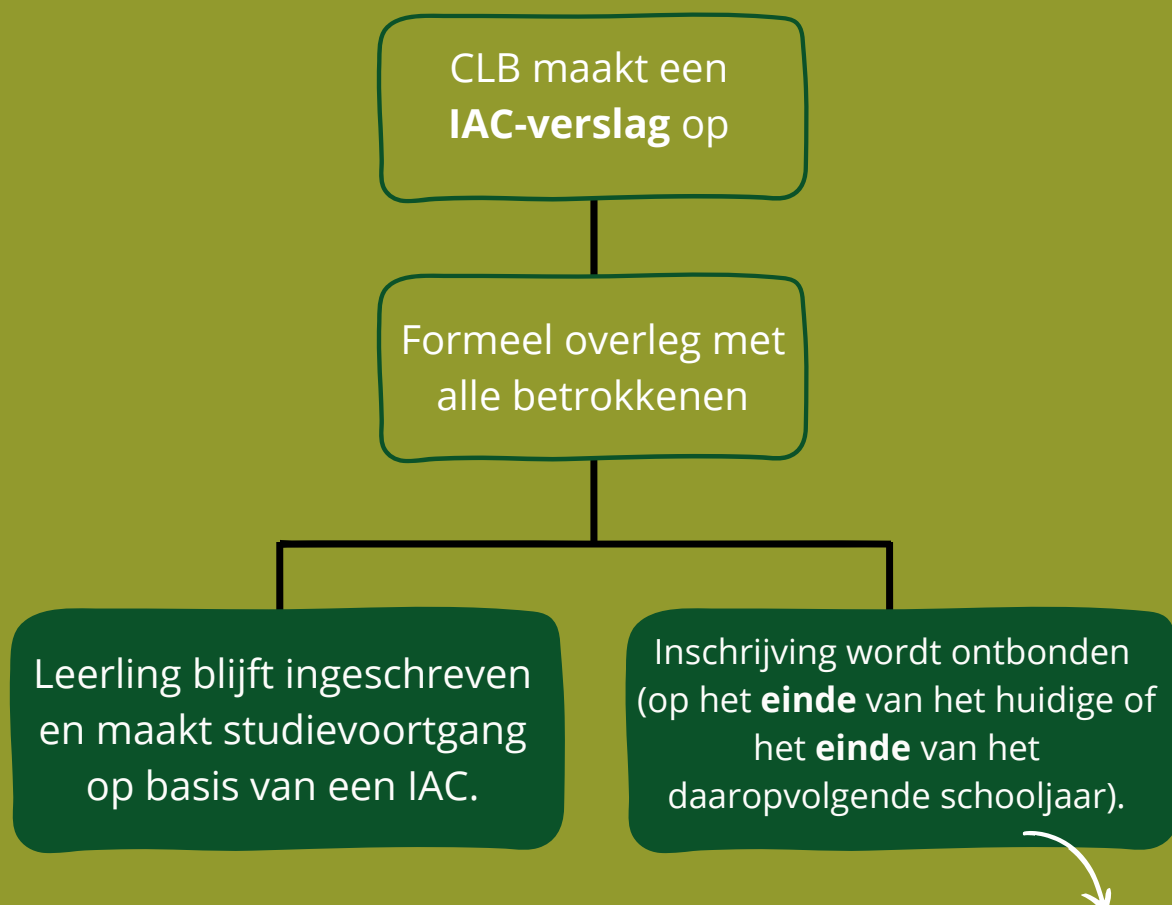 CLB maakt een
IAC-verslag op
Formeel overleg met
alle betrokkenen
Leerling blijft ingeschreven
en maakt studievoortgang
op basis van een IAC.
Inschrijving wordt ontbonden
(op het einde van het huidige of
het einde van het
daaropvolgende schooljaar).